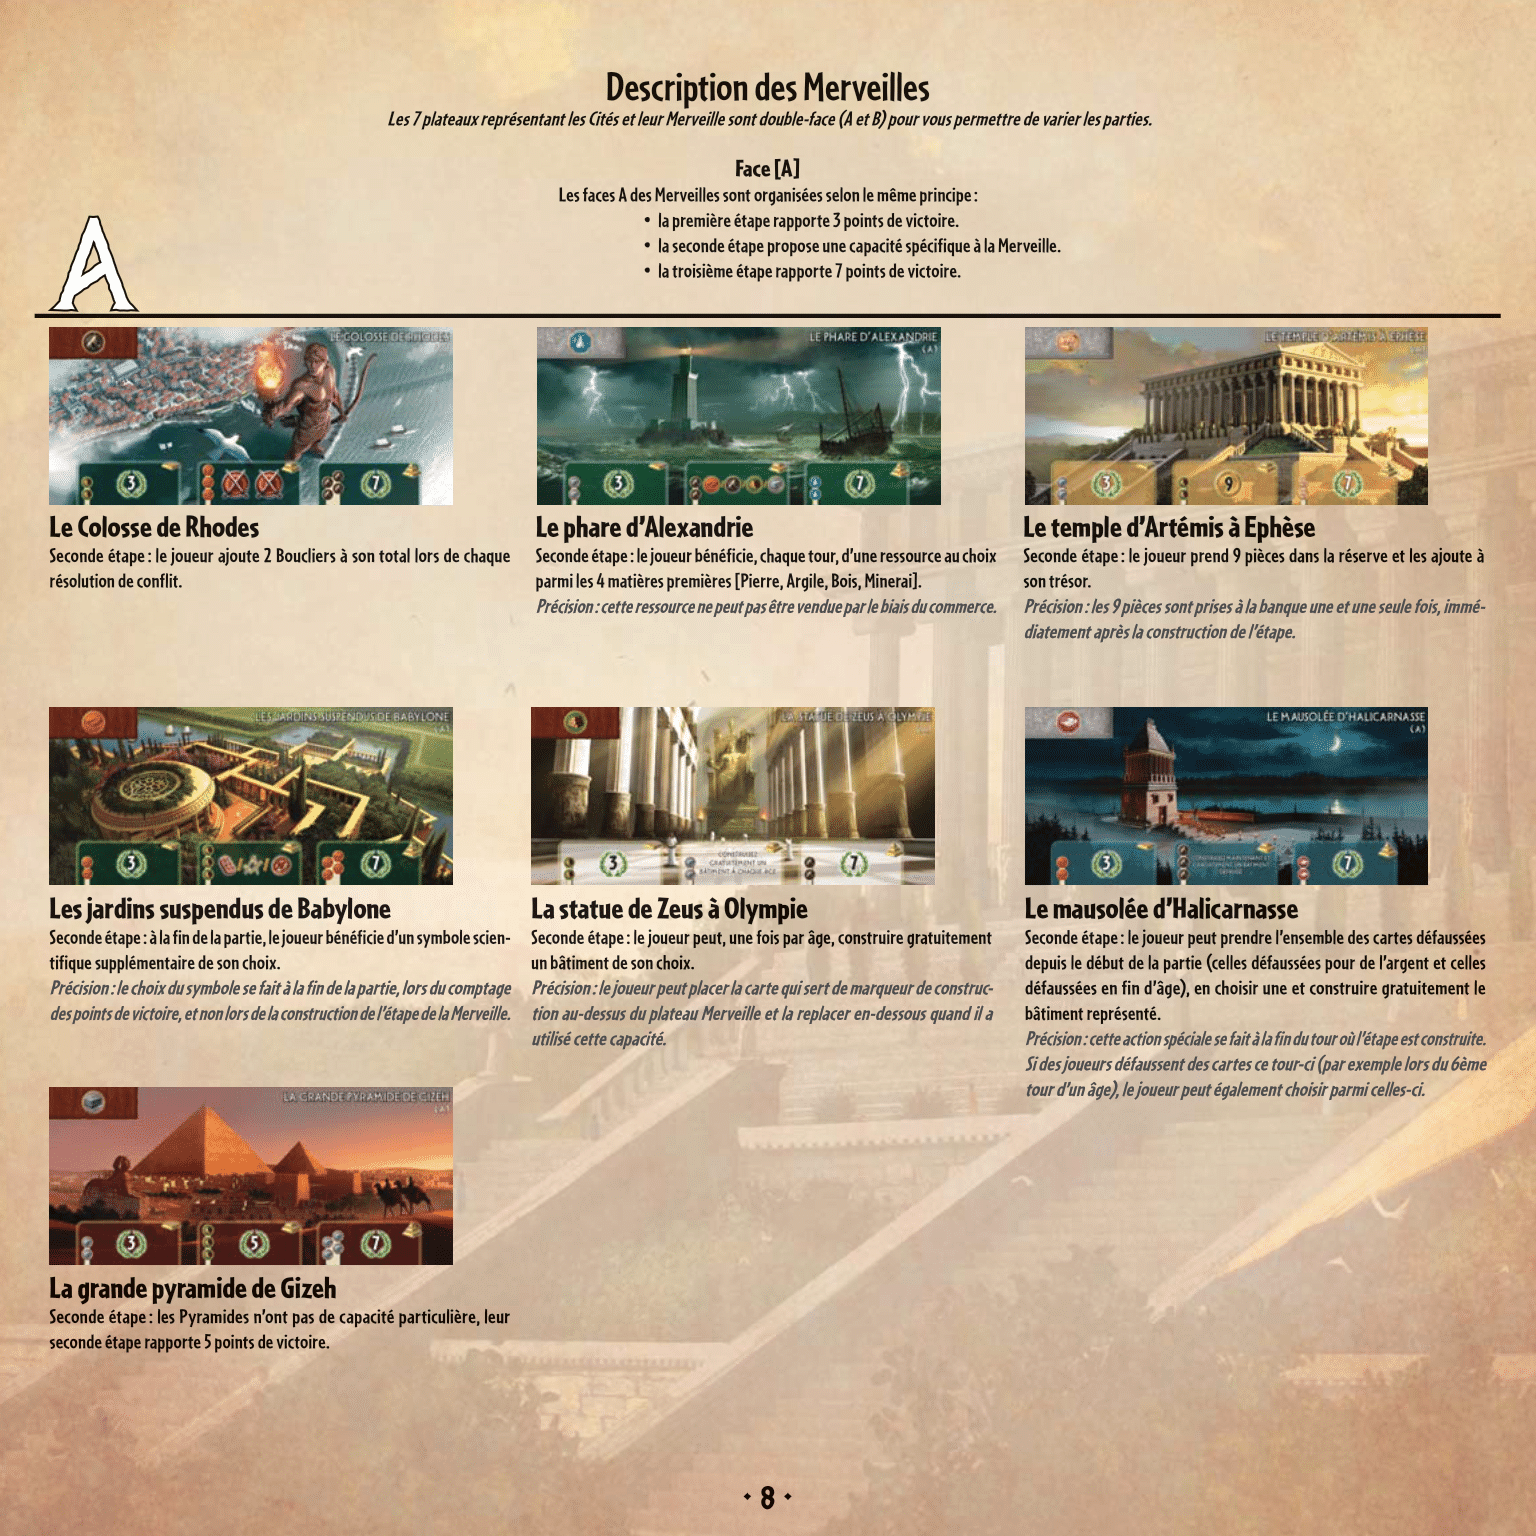 Description des Merveilles
Les 7 plateaux représentant les Cités et leur Merveille sont double-face (A et B) pour vous permettre de varier les parties.
Face [A]
Les faces A des Merveilles sont organisées selon le même principe :
• la première étape rapporte 3 points de victoire.
• la seconde étape propose une capacité spécifique à la Merveille.
• la troisième étape rapporte 7 points de victoire.
A
LE COLOSSE DE RHODES
3
7
Le Colosse de Rhodes
Seconde étape : le joueur ajoute 2 Boucliers à son total lors de chaque
résolution de conflit.
LE PHARE D'ALEXANDRIE
(A)
3
7
Le phare d'Alexandrie
Seconde étape : le joueur bénéficie, chaque tour, d'une ressource au choix
parmi les 4 matières premières [Pierre, Argile, Bois, Minerai].
Précision : cette ressource ne peut pas être vendue par le biais du commerce.
LE TEMPLE D'ARTÉMIS À EPHÈSE
3
9
7
Le temple d'Artémis à Ephèse
Seconde étape : le joueur prend 9 pièces dans la réserve et les ajoute à
son trésor.
Précision : les 9 pièces sont prises à la banque une et une seule fois, immé-
diatement après la construction de l'étape.
LES JARDINS SUSPENDUS DE BABYLONE
(A)
3
7
Les jardins suspendus de Babylone
Seconde étape : à la fin de la partie, le joueur bénéficie d'un symbole scien-
tifique supplémentaire de son choix.
Précision : le choix du symbole se fait à la fin de la partie, lors du comptage
des points de victoire, et non lors de la construction de l'étape de la Merveille.
LA STATUE DE ZEUS À OLYMPIE
3
CONSTRUISEZ
GRATUITEMENT UN
BÂTIMENT À CHAQUE ÂGE
7
La statue de Zeus à Olympie
Seconde étape : le joueur peut, une fois par âge, construire gratuitement
un bâtiment de son choix.
Précision : le joueur peut placer la carte qui sert de marqueur de construc-
tion au-dessus du plateau Merveille et la replacer en-dessous quand il a
utilisé cette capacité.
LE MAUSOLÉE D'HALICARNASSE
(A)
3
7
Le mausolée d'Halicarnasse
Seconde étape : le joueur peut prendre l'ensemble des cartes défaussées
depuis le début de la partie (celles défaussées pour de l'argent et celles
défaussées en fin d'âge), en choisir une et construire gratuitement le
bâtiment représenté.
Précision : cette action spéciale se fait à la fin du tour où l'étape est construite.
Si des joueurs défaussent des cartes ce tour-ci (par exemple lors du 6ème
tour d'un âge), le joueur peut également choisir parmi celles-ci.
LA GRANDE PYRAMIDE DE GIZEH
(A)
3
5
7
La grande pyramide de Gizeh
Seconde étape : les Pyramides n'ont pas de capacité particulière, leur
seconde étape rapporte 5 points de victoire.
8